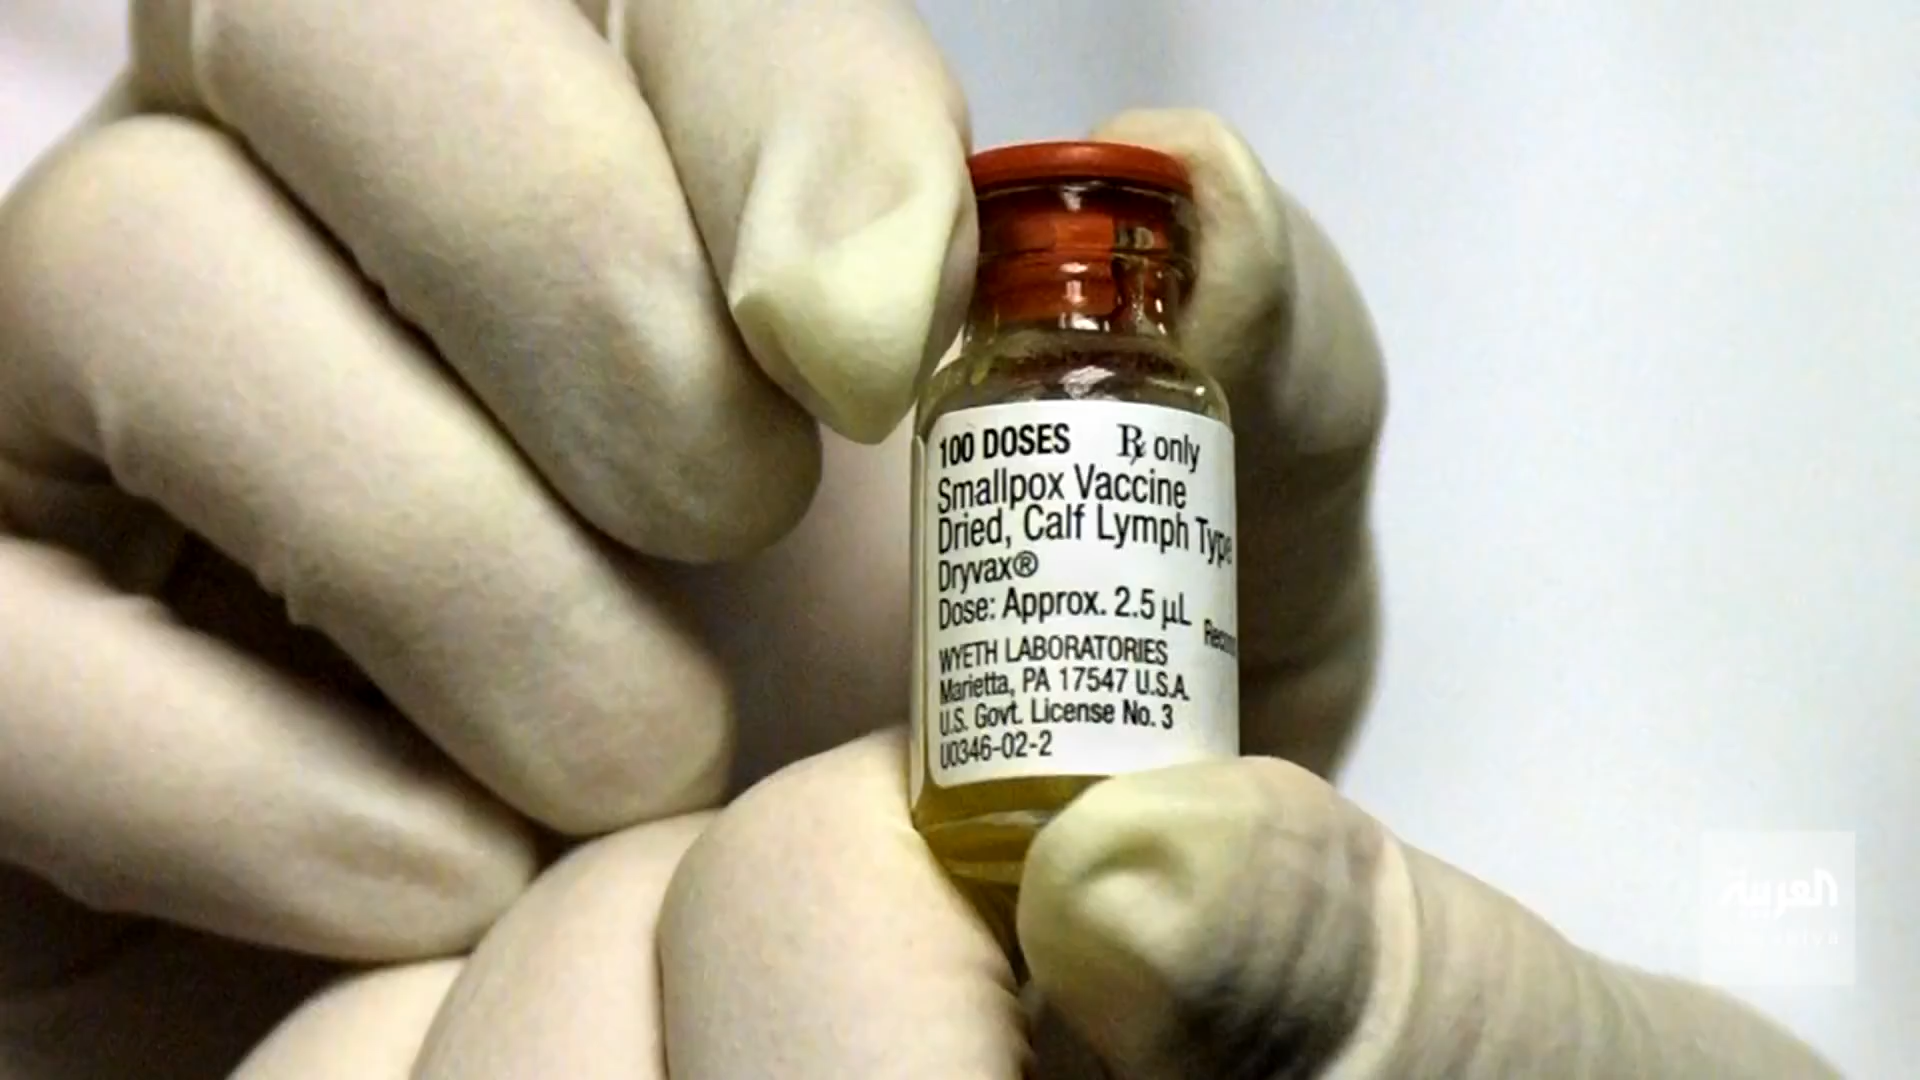 100 DOSES ℞ only
Smallpox Vaccine
Dried, Calf Lymph Type
Dryvax®
Dose: Approx. 2.5 µL
WYETH LABORATORIES
Marietta, PA 17547 U.S.A.
U.S. Govt. License No. 3
U0346-02-2
العربية